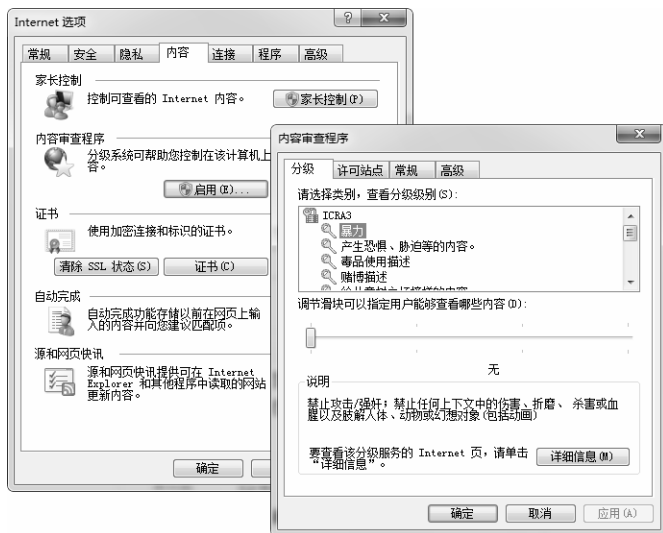 Internet 选项
常规 安全 隐私 内容 连接 程序 高级
家长控制
控制可查看的 Internet 内容。
家长控制(P)
内容审查程序
分级系统可帮助您控制在该计算机上
容。
启用(E)...
证书
使用加密连接和标识的证书。
清除 SSL 状态(S) 证书(C)
自动完成
自动完成功能存储以前在网页上输
入的内容并向您建议匹配项。
源和网页快讯
源和网页快讯提供可在 Internet
Explorer 和其他程序中读取的网站
更新内容。
确定
内容审查程序
分级 许可站点 常规 高级
请选择类别，查看分级级别(S):
ICRA3
暴力
产生恐惧、胁迫等的内容。
毒品使用描述
赌博描述
调节滑块可以指定用户能够查看哪些内容(D):
无
说明
禁止攻击/强奸；禁止任何上下文中的伤害、折磨、 杀害或血
腥以及肢解人体、动物或幻想对象(包括动画)
要查看该分级服务的 Internet 页，请单击
“详细信息”。
详细信息(M)
确定 取消 应用(A)